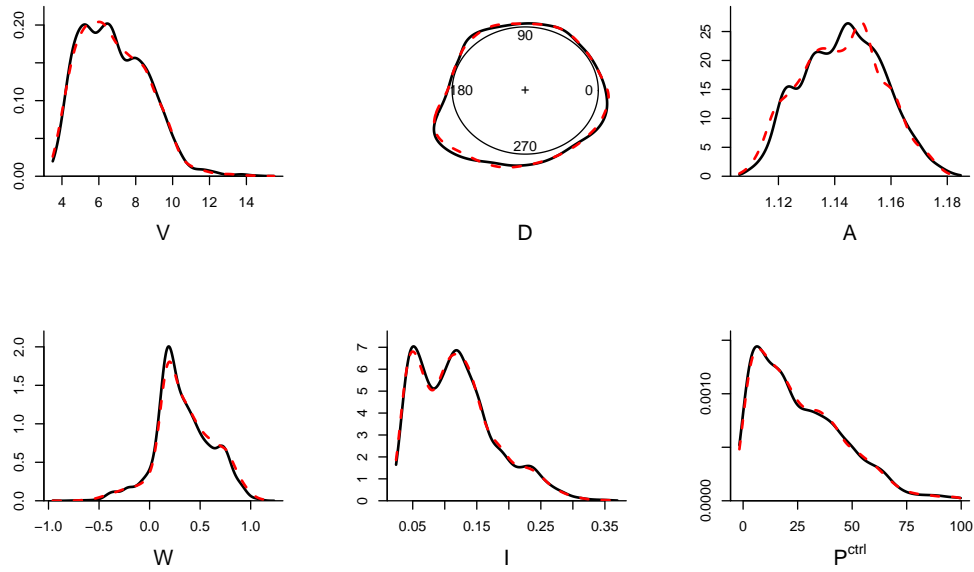 0.00 0.10 0.20
4 6 8 10 12 14
V
90
180 + 0
270
D
0 5 10 15 20 25
1.12 1.14 1.16 1.18
A
0.0 0.5 1.0 1.5 2.0
−1.0 −0.5 0.0 0.5 1.0
W
0 1 2 3 4 5 6 7
0.05 0.15 0.25 0.35
I
0.0000 0.0010
0 25 50 75 100
P^ctrl